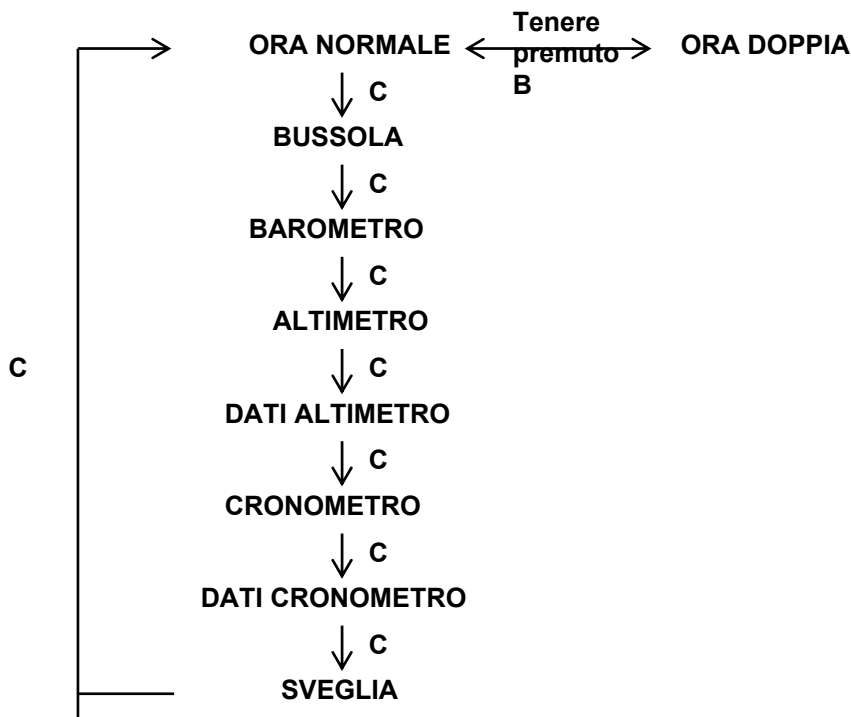 Tenere
ORA NORMALE premuto ORA DOPPIA
B
C
BUSSOLA
C
BAROMETRO
C
ALTIMETRO
C C
DATI ALTIMETRO
C
CRONOMETRO
C
DATI CRONOMETRO
C
SVEGLIA